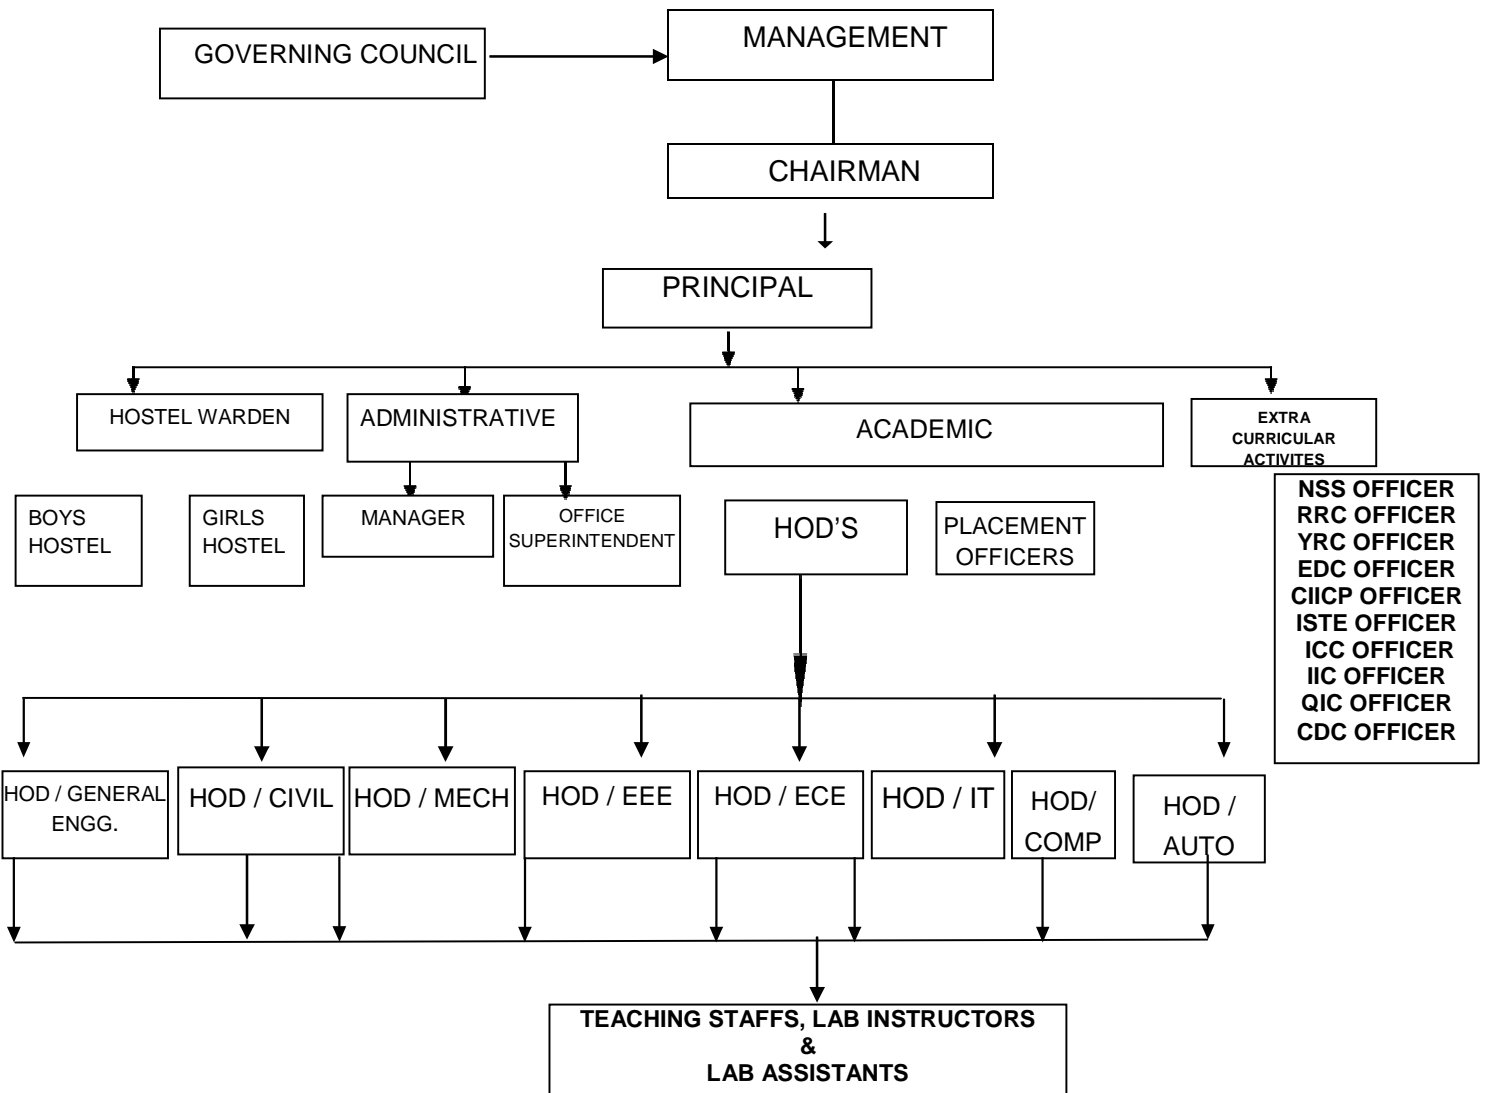 GOVERNING COUNCIL
MANAGEMENT
CHAIRMAN
PRINCIPAL
HOSTEL WARDEN
ADMINISTRATIVE
ACADEMIC
EXTRA
CURRICULAR
ACTIVITES
BOYS
HOSTEL
GIRLS
HOSTEL
MANAGER
OFFICE
SUPERINTENDENT
HOD'S
PLACEMENT
OFFICERS
NSS OFFICER
RRC OFFICER
YRC OFFICER
EDC OFFICER
CIICP OFFICER
ISTE OFFICER
ICC OFFICER
IIC OFFICER
QIC OFFICER
CDC OFFICER
HOD / GENERAL
ENGG.
HOD / CIVIL
HOD / MECH
HOD / EEE
HOD / ECE
HOD / IT
HOD/
COMP
HOD /
AUTO
TEACHING STAFFS, LAB INSTRUCTORS
&
LAB ASSISTANTS